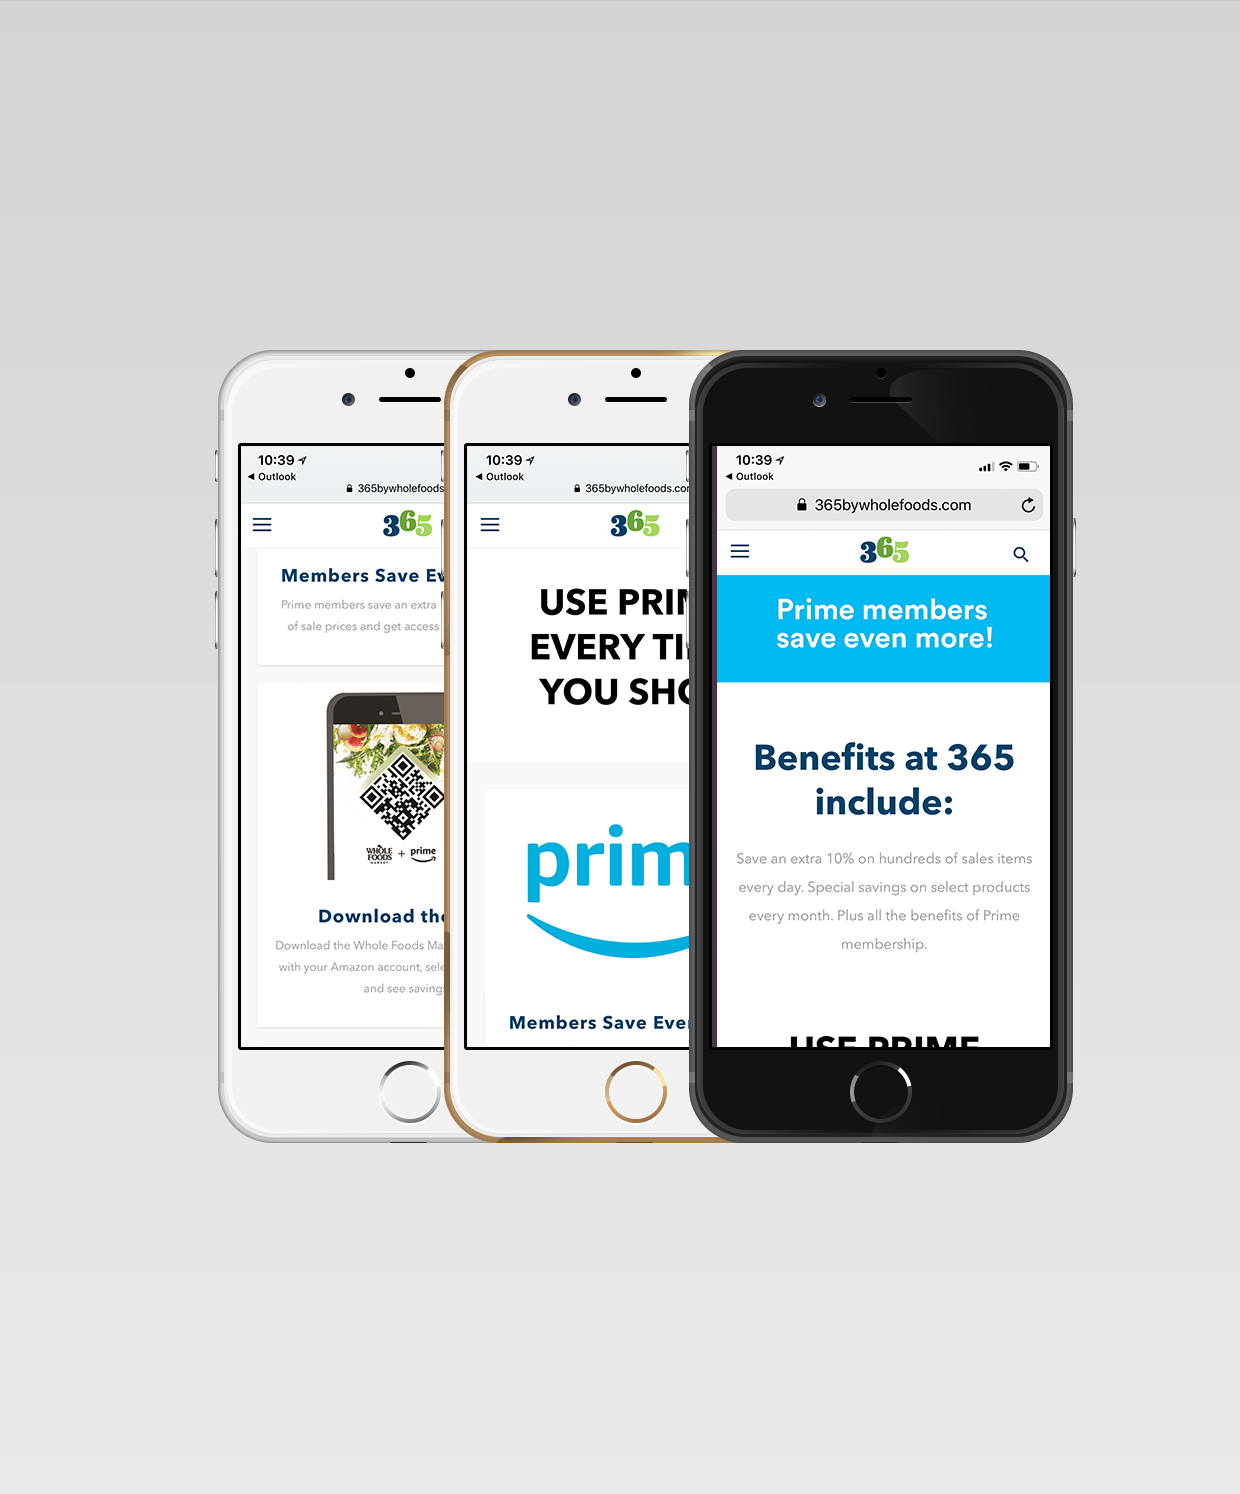 10:39
Outlook
365bywholefoods
365
Members Save Ev
Prime members save an extra
of sale prices and get access
WHOLE
FOODS
MARKET
+ prime
Download the
Download the Whole Foods Ma
with your Amazon account, sele
and see savings
10:39
Outlook
365bywholefoods.co
365
USE PRIM
EVERY TI
YOU SHO
prime
Members Save Ever
10:39
Outlook
365bywholefoods.com
365
Prime members
save even more!
Benefits at 365
include:
Save an extra 10% on hundreds of sales items
every day. Special savings on select products
every month. Plus all the benefits of Prime
membership.
USE PRIME